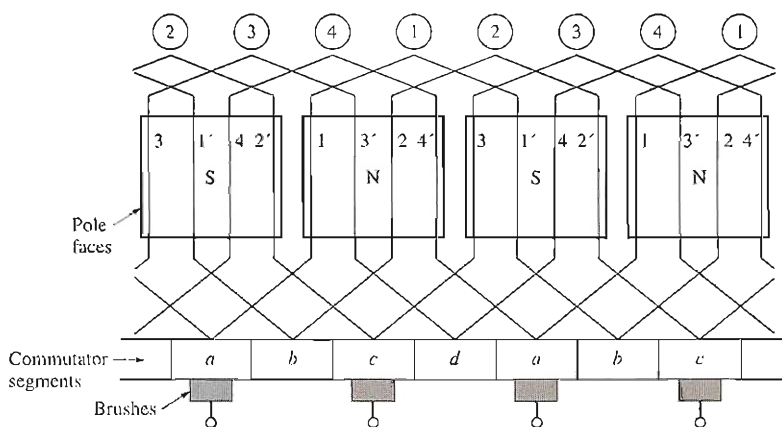 2 3 4 1 2 3 4 1
3 1′ 4 2′ 1 3′ 2 4′ 3 1′ 4 2′ 1 3′ 2 4′
S N S N
Pole
faces
Commutator
segments
a b c d a b c
Brushes